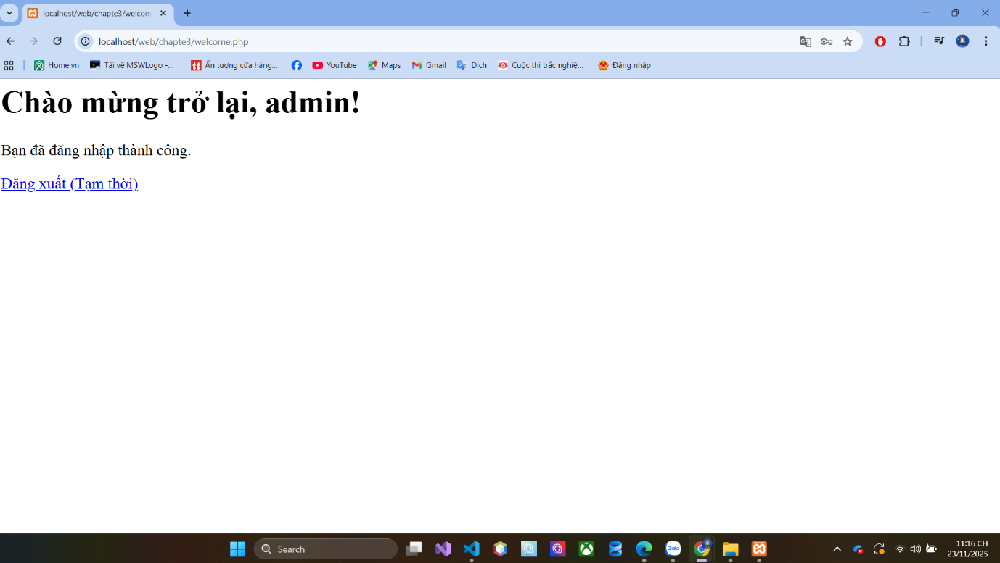 localhost/web/chapte3/welcom
localhost/web/chapte3/welcome.php
Home.vn
Tải về MSWLogo -...
Ấn tượng cửa hàng...
YouTube
Maps
Gmail
Dịch
Cuộc thi trắc nghiệ...
Đăng nhập
Chào mừng trở lại, admin!
Bạn đã đăng nhập thành công.
Đăng xuất (Tạm thời)
Search
Zalo
11:16 CH
23/11/2025